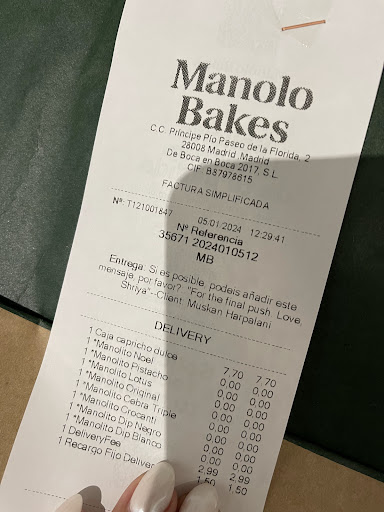 Manolo
Bakes
C.C. Príncipe Pío Paseo de la Florida, 2
28008 Madrid Madrid
De Boca en Boca 2017, S.L
CIF: B87978615
FACTURA SIMPLIFICADA
Nº-T121001847 05/01/2024 12:29:41
Nº Referencia
35671 2024010512
MB
Entrega: Si es posible, podeis añadir este
mensaje, por favor? "For the final push. Love,
Shriya"--Client: Muskan Harpalani
DELIVERY
1 Caja capricho dulce 7,70 7,70
1 *Manolito Noel 0,00 0,00
1 *Manolito Pistacho 0,00 0,00
1 *Manolito Lotus 0,00 0,00
1 *Manolito Original 0,00 0,00
1 *Manolito Cebra Triple 0,00 0,00
1 *Manolito Crocanti 0,00 0,00
1 *Manolito Dip Negro 0,00 0,00
1 *Manolito Dip Blanco 0,00 0,00
1 DeliveryFee 2,99 2,99
1 Recargo Fijo Deliver 1,50 1,50